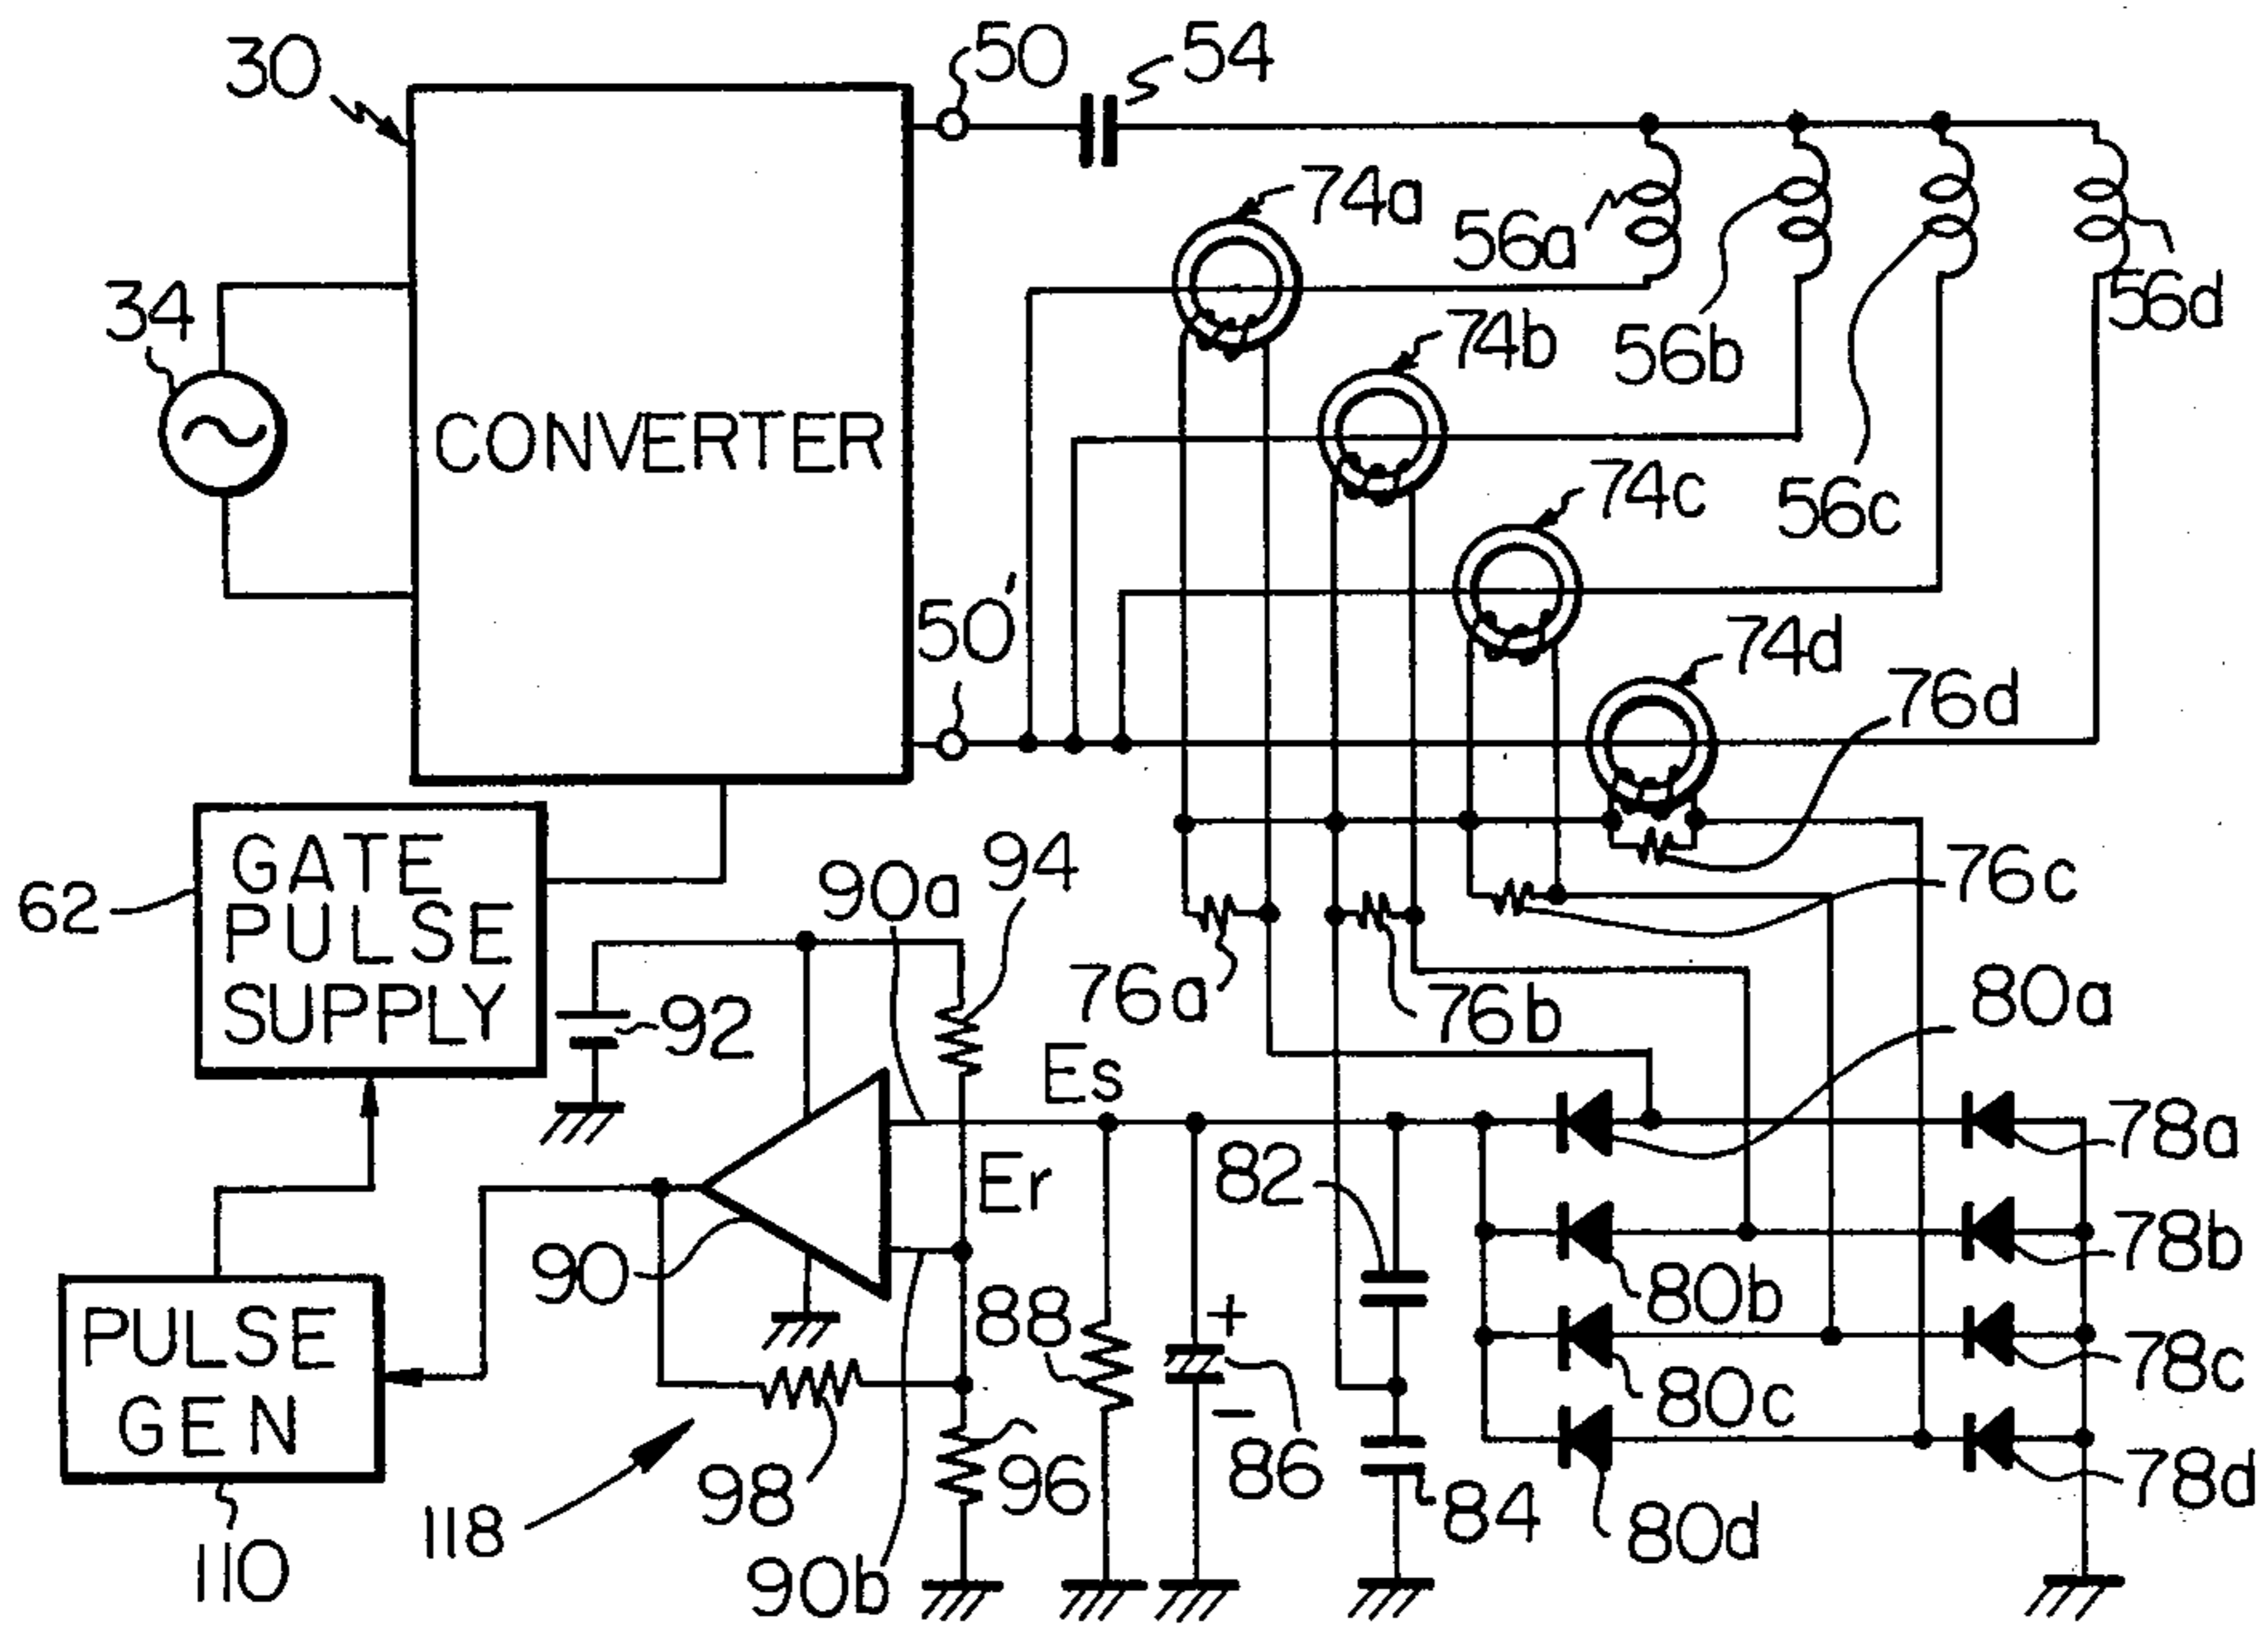 30
50
54
74a
56a
34
74b
56b
56d
CONVERTER
74c
56c
50'
74d
76d
GATE
PULSE
SUPPLY
62
90a
94
76c
92
76a
76b
80a
Es
82
78a
Er
90
88
+
80b
78b
PULSE
GEN
80c
78c
−
86
98
96
84
118
80d
78d
110
90b